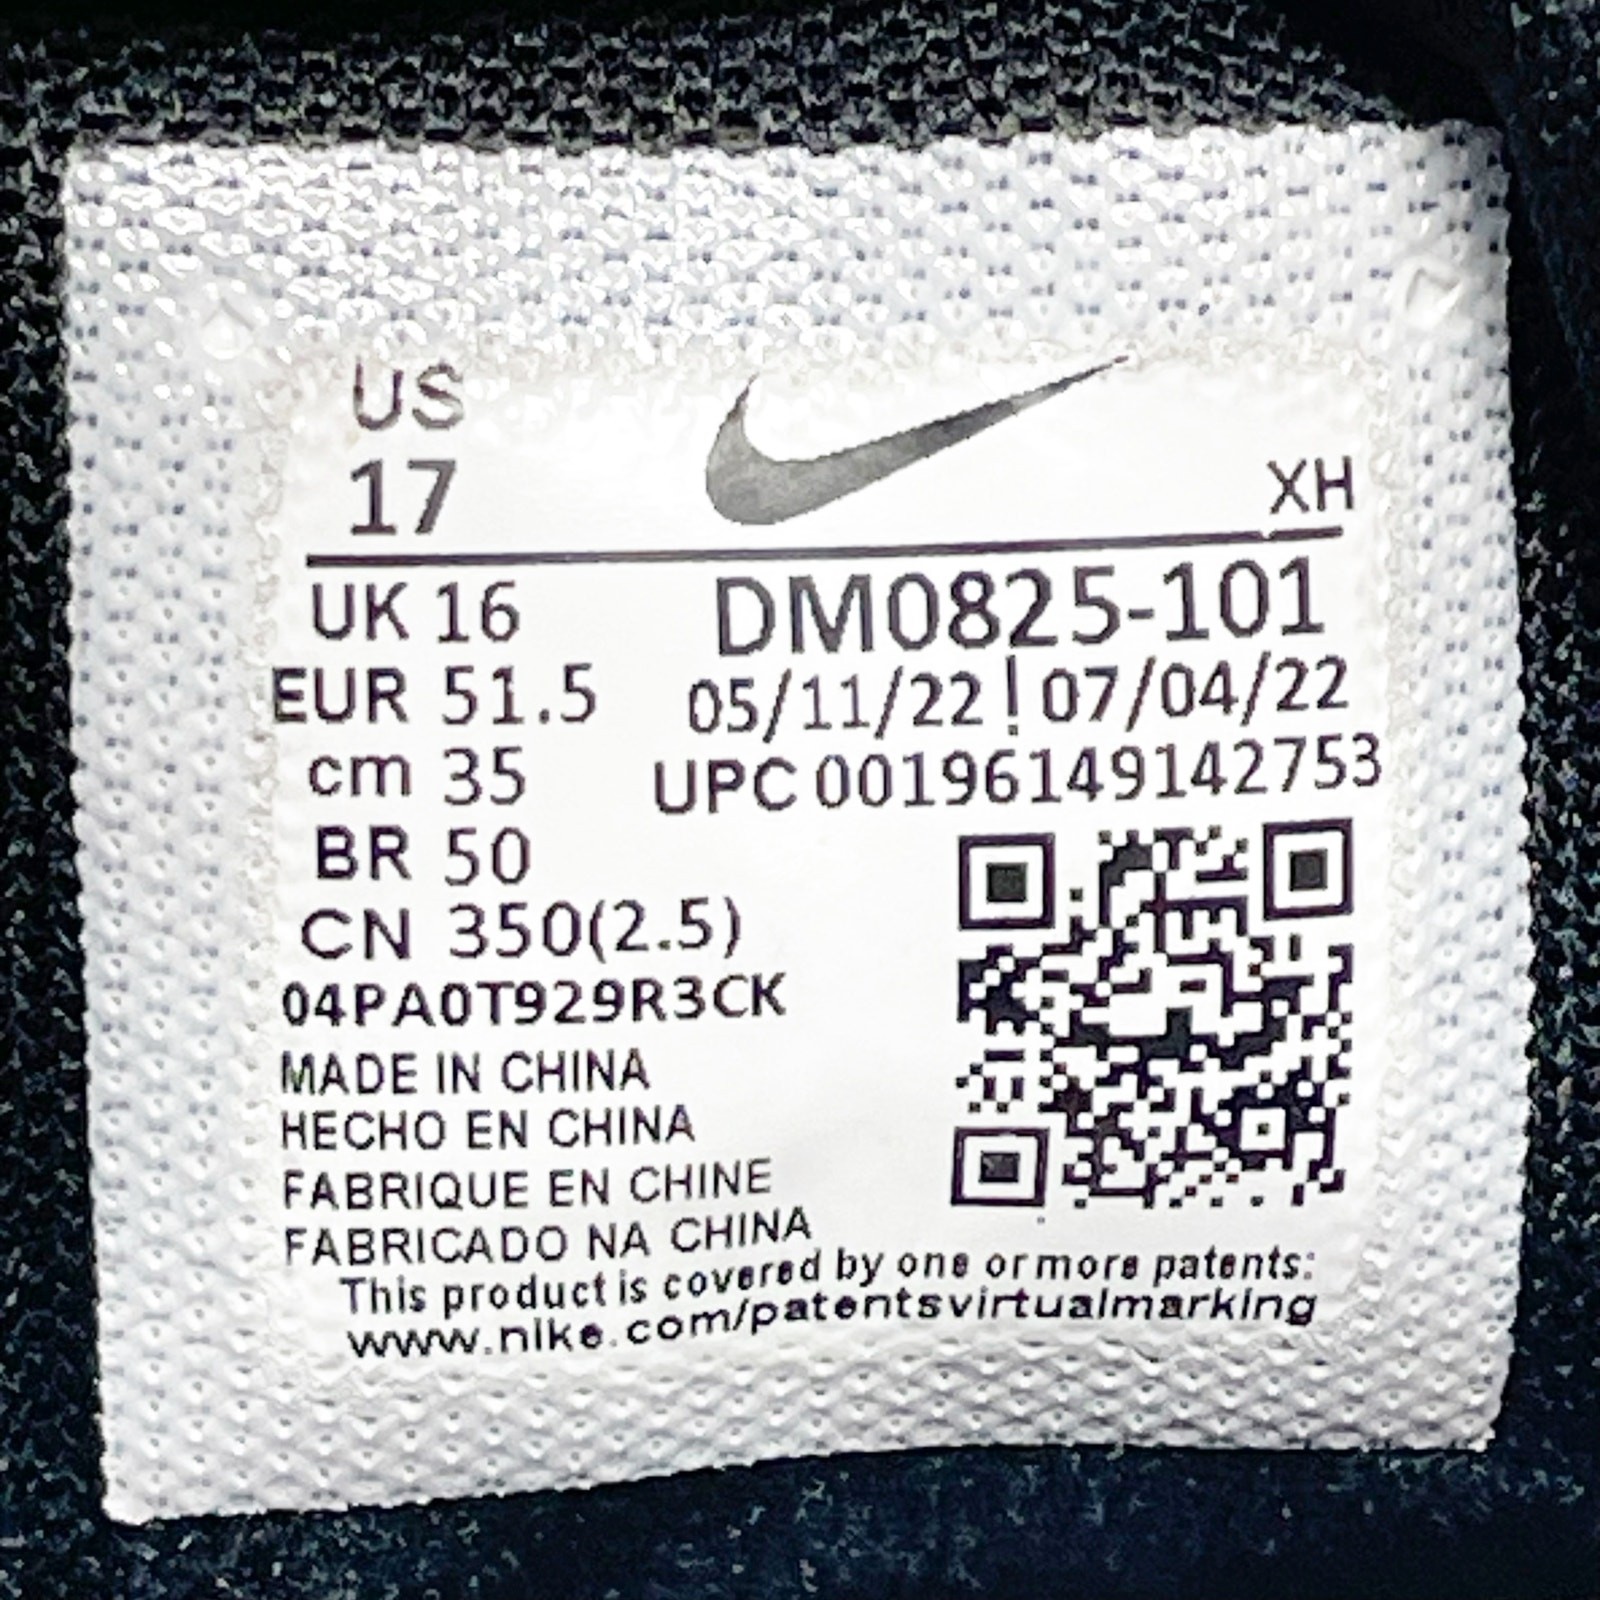 US
17
XH
UK 16
DM0825-101
EUR 51.5
05/11/22 ! 07/04/22
cm 35
UPC 00196149142753
BR 50
CN 350(2.5)
04PA0T929R3CK
MADE IN CHINA
HECHO EN CHINA
FABRIQUE EN CHINE
FABRICADO NA CHINA
This product is covered by one or more patents:
www.nike.com/patentsvirtualmarking